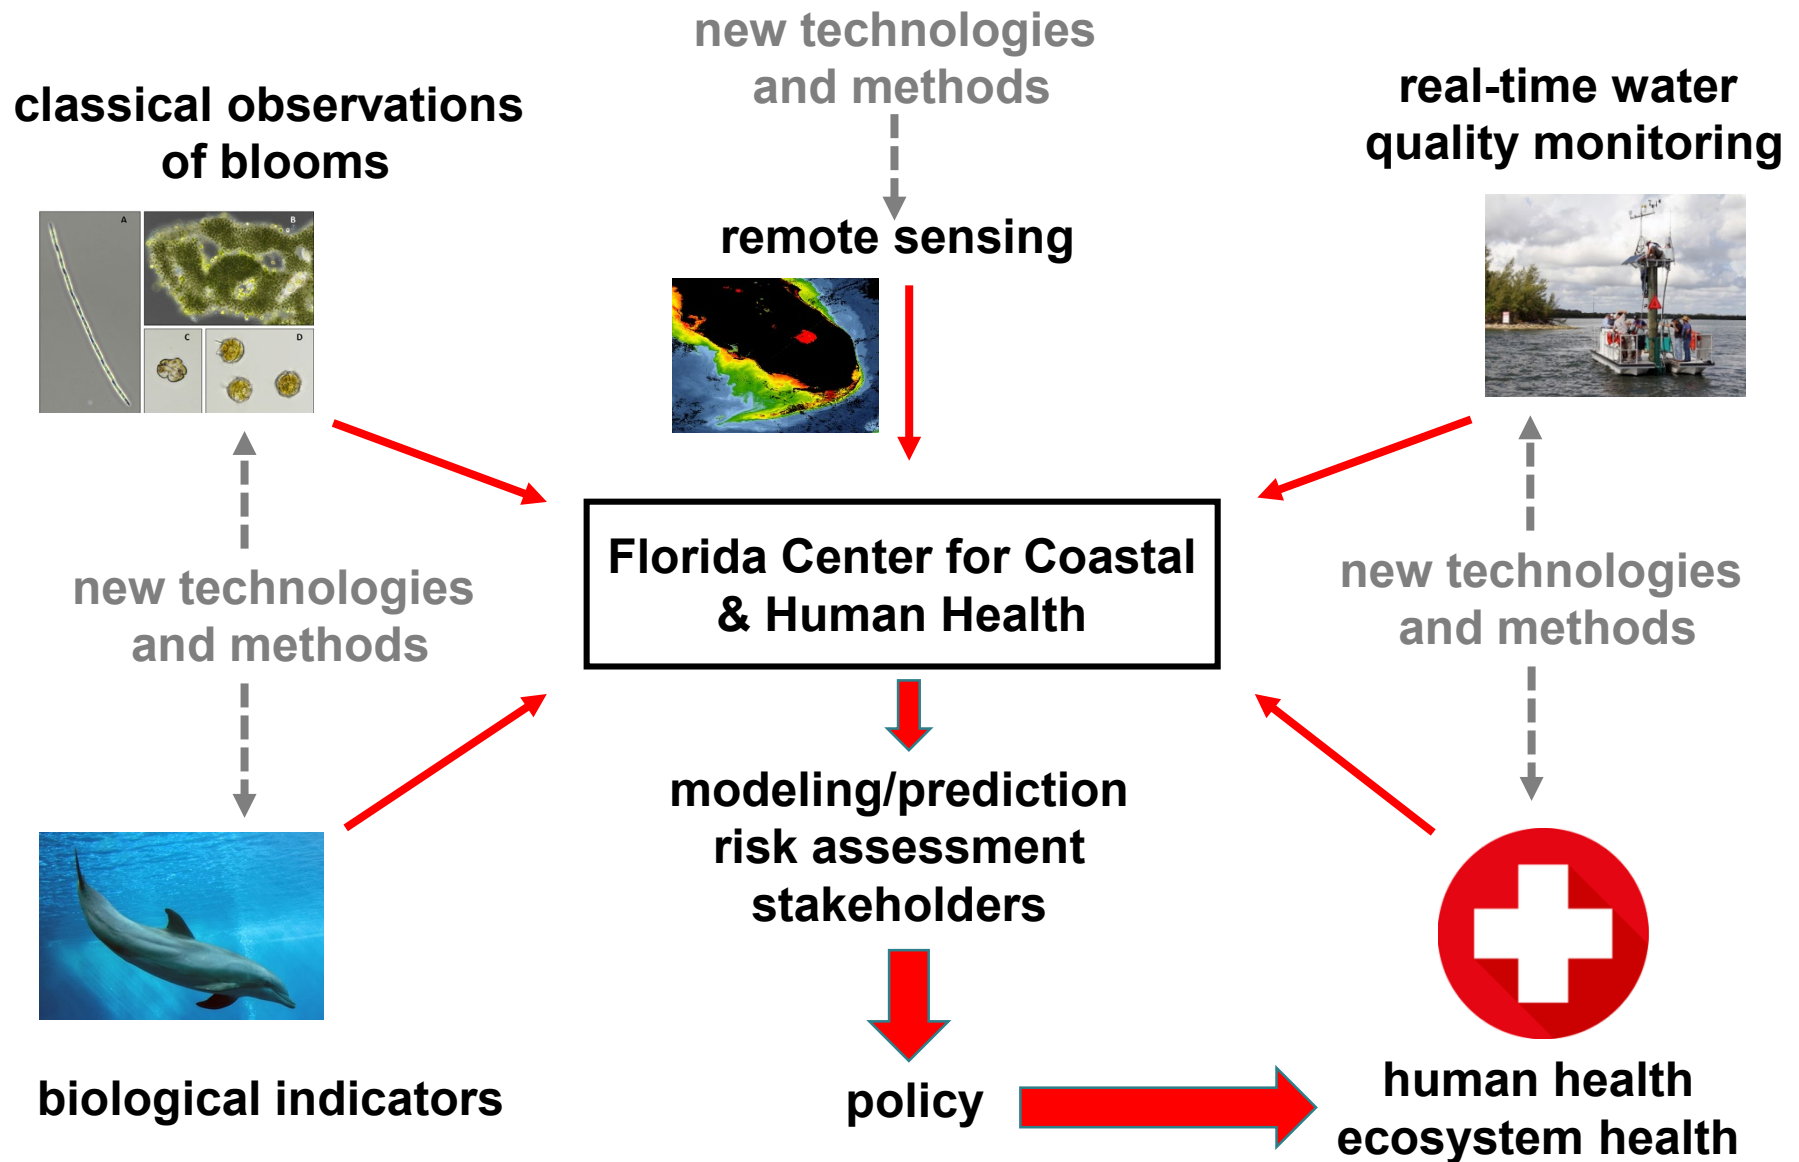 new technologies
and methods
classical observations
of blooms
real-time water
quality monitoring
A
B
C
D
remote sensing
Florida Center for Coastal
& Human Health
new technologies
and methods
new technologies
and methods
modeling/prediction
risk assessment
stakeholders
biological indicators
policy
human health
ecosystem health